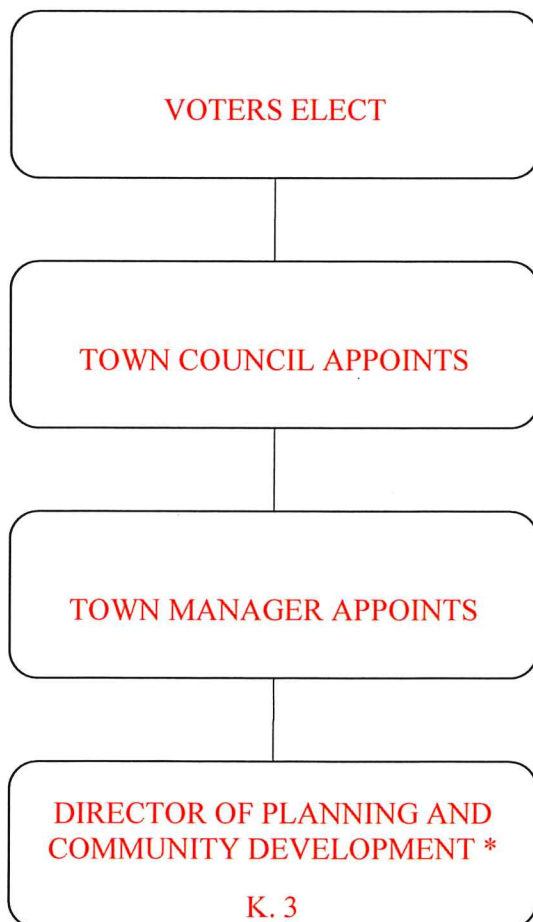 VOTERS ELECT
TOWN COUNCIL APPOINTS
TOWN MANAGER APPOINTS
DIRECTOR OF PLANNING AND
COMMUNITY DEVELOPMENT *
K. 3